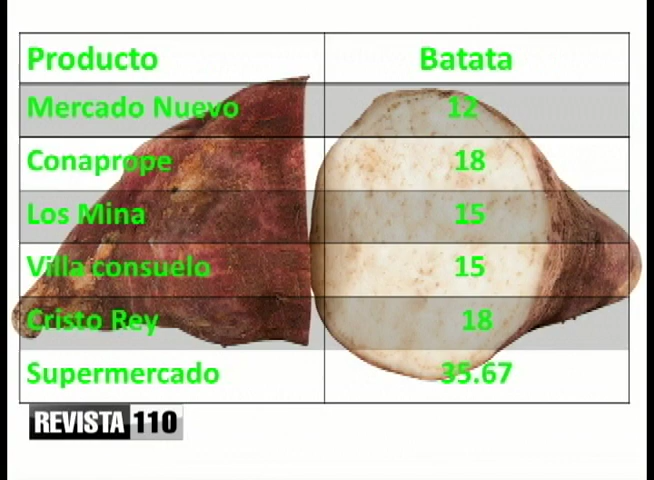 Producto Batata
Mercado Nuevo 12
Conaprope 18
Los Mina 15
Villa consuelo 15
Cristo Rey 18
Supermercado 35.67
REVISTA 110